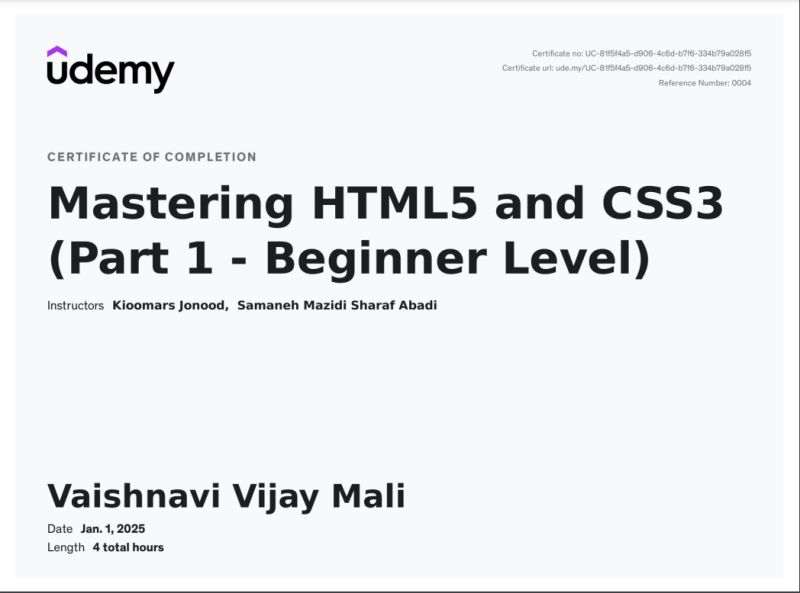 udemy
Certificate no: UC-81f5f4a5-d906-4c6d-b7f6-334b79a028f5
Certificate url: ude.my/UC-81f5f4a5-d906-4c6d-b7f6-334b79a028f5
Reference Number: 0004
CERTIFICATE OF COMPLETION
Mastering HTML5 and CSS3
(Part 1 - Beginner Level)
Instructors Kioomars Jonood, Samaneh Mazidi Sharaf Abadi
Vaishnavi Vijay Mali
Date Jan. 1, 2025
Length 4 total hours